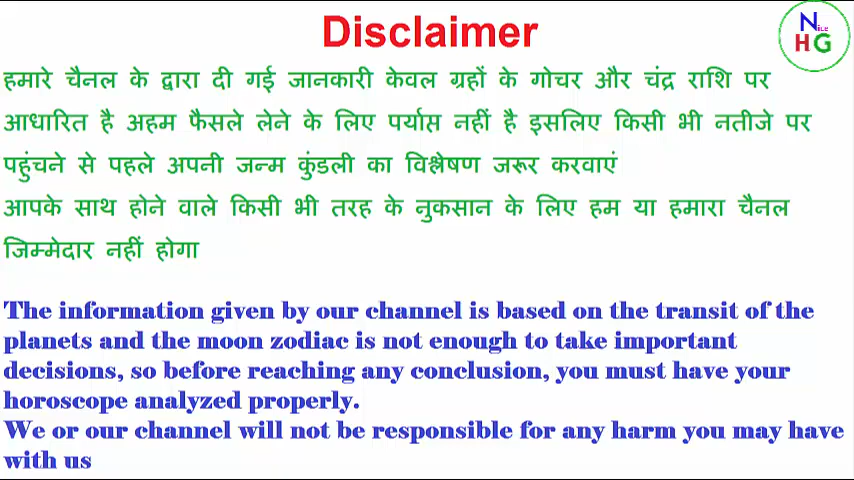 Disclaimer
Nile
HG
हमारे चैनल के द्वारा दी गई जानकारी केवल ग्रहों के गोचर और चंद्र राशि पर
आधारित है अहम फैसले लेने के लिए पर्याप्त नहीं है इसलिए किसी भी नतीजे पर
पहुंचने से पहले अपनी जन्म कुंडली का विश्लेषण जरूर करवाएं
आपके साथ होने वाले किसी भी तरह के नुकसान के लिए हम या हमारा चैनल
जिम्मेदार नहीं होगा
The information given by our channel is based on the transit of the
planets and the moon zodiac is not enough to take important
decisions, so before reaching any conclusion, you must have your
horoscope analyzed properly.
We or our channel will not be responsible for any harm you may have
with us